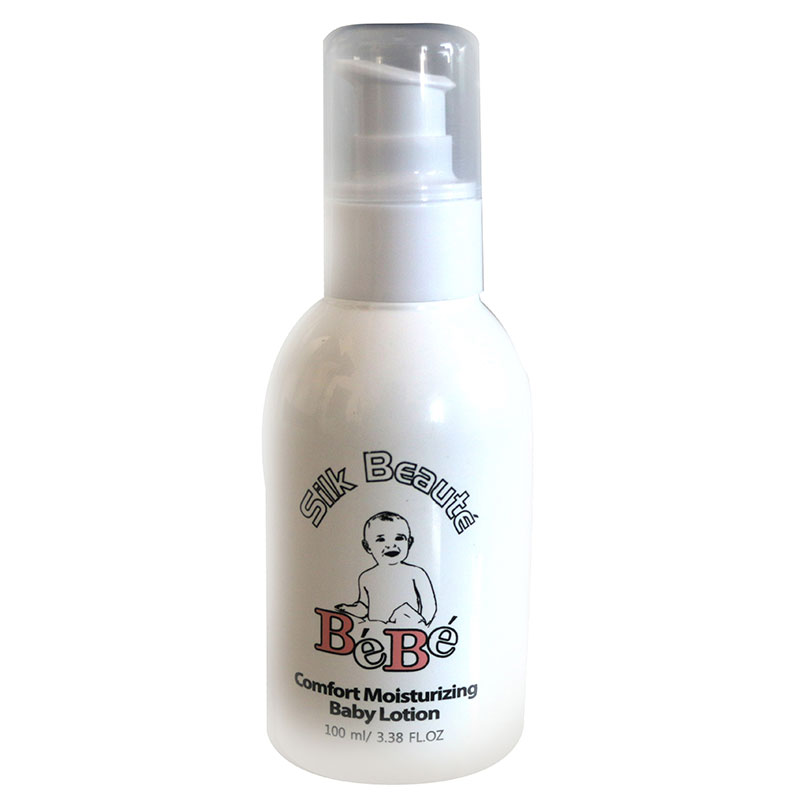 Silk Beauté
BéBé
Comfort Moisturizing
Baby Lotion
100 ml/ 3.38 FL.OZ